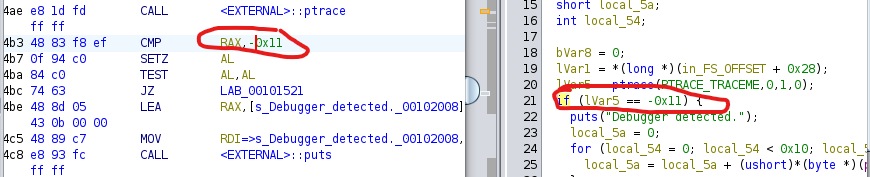 4ae e8 1d fd CALL <EXTERNAL>::ptrace
ff ff
4b3 48 83 f8 ef CMP RAX,-0x11
4b7 0f 94 c0 SETZ AL
4ba 84 c0 TEST AL,AL
4bc 74 63 JZ LAB_00101521
4be 48 8d 05 LEA RAX,[s_Debugger_detected._00102008]
43 0b 00 00
4c5 48 89 c7 MOV RDI=>s_Debugger_detected._00102008,
4c8 e8 93 fc CALL <EXTERNAL>::puts
ff ff
15 short local_5a;
16 int local_54;
17
18 bVar8 = 0;
19 lVar1 = *(long *)(in_FS_OFFSET + 0x28);
20 lVar5 = ptrace(PTRACE_TRACEME,0,1,0);
21 if (lVar5 == -0x11) {
22 puts("Debugger detected.");
23 local_5a = 0;
24 for (local_54 = 0; local_54 < 0x10; local_5
25 local_5a = local_5a + (ushort)*(byte *)(p